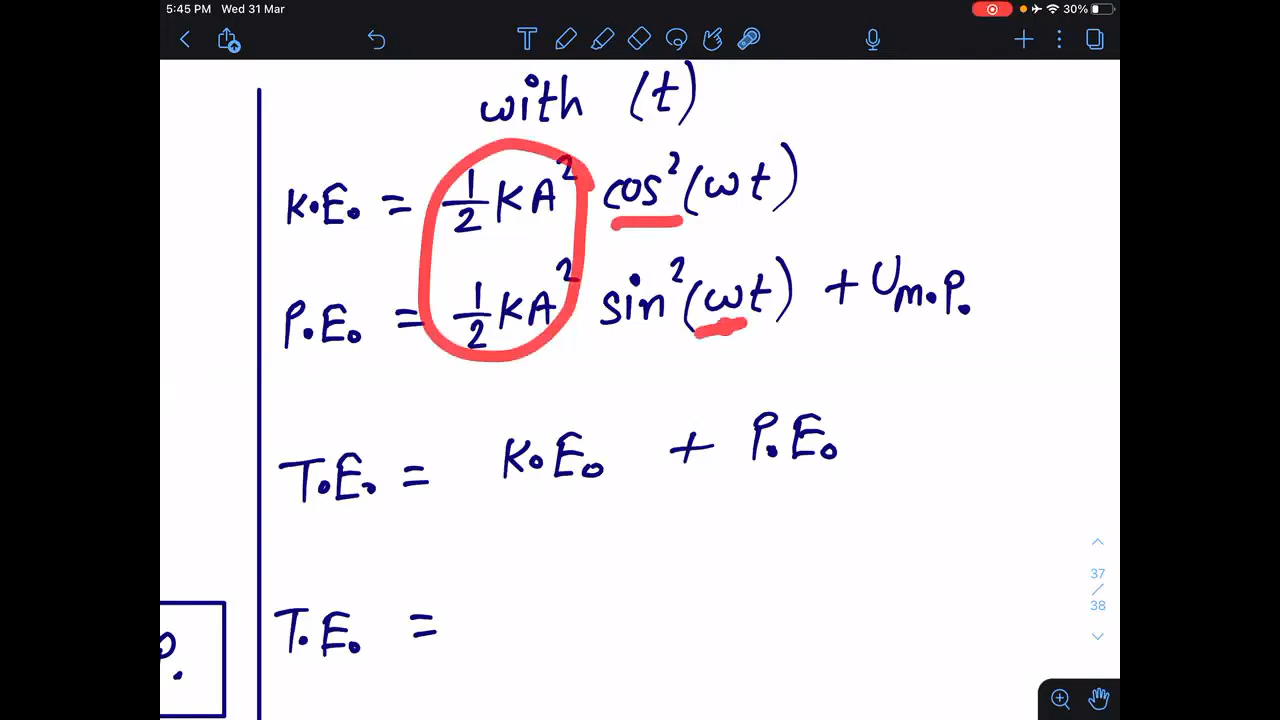 5:45 PM Wed 31 Mar
30%
with (t)
K.E. = 1/2 KA² cos²(ωt)
P.E. = 1/2 KA² sin²(ωt) + U_M.P.
T.E. = K.E. + P.E.
T.E. =
37
/
38